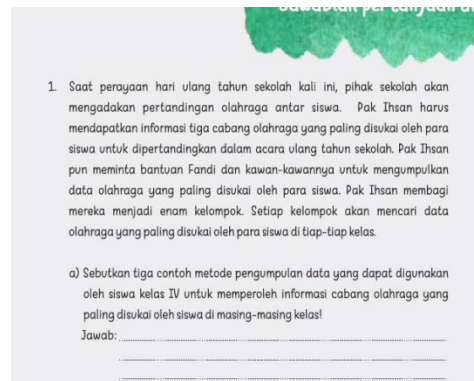 1. Saat perayaan hari ulang tahun sekolah kali ini, pihak sekolah akan
mengadakan pertandingan olahraga antar siswa. Pak Ihsan harus
mendapatkan informasi tiga cabang olahraga yang paling disukai oleh para
siswa untuk dipertandingkan dalam acara ulang tahun sekolah. Pak Ihsan
pun meminta bantuan Fandi dan kawan-kawannya untuk mengumpulkan
data olahraga yang paling disukai oleh para siswa. Pak Ihsan membagi
mereka menjadi enam kelompok. Setiap kelompok akan mencari data
olahraga yang paling disukai oleh para siswa di tiap-tiap kelas.
a) Sebutkan tiga contoh metode pengumpulan data yang dapat digunakan
oleh siswa kelas IV untuk memperoleh informasi cabang olahraga yang
paling disukai oleh siswa di masing-masing kelas!
Jawab: